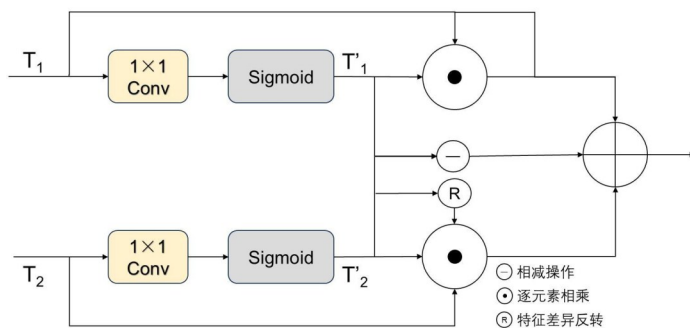 T₁
1×1
Conv
Sigmoid
T'₁
R
T₂
1×1
Conv
Sigmoid
T'₂
相减操作
逐元素相乘
R 特征差异反转